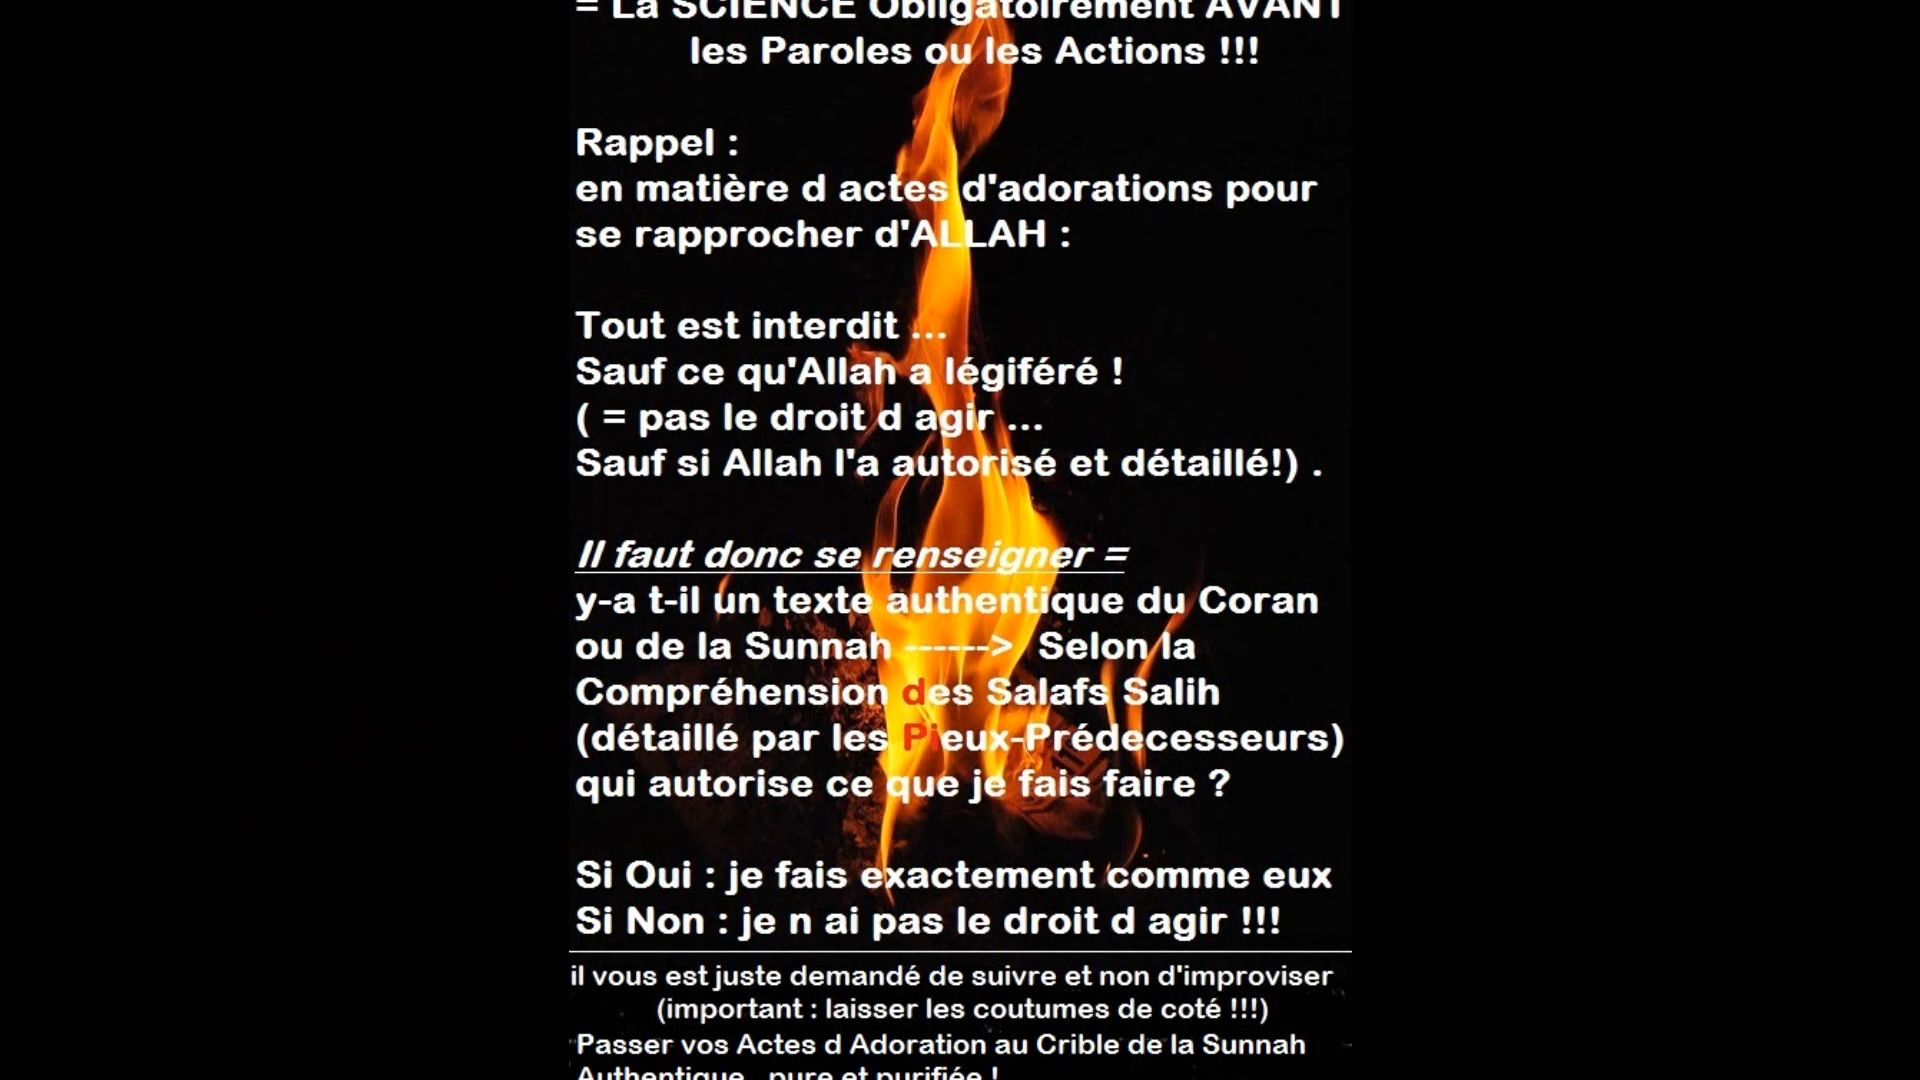 = La SCIENCE Obligatoirement AVANT
les Paroles ou les Actions !!!
Rappel :
en matière d actes d'adorations pour
se rapprocher d'ALLAH :
Tout est interdit ...
Sauf ce qu'Allah a légiféré !
( = pas le droit d agir ...
Sauf si Allah l'a autorisé et détaillé!) .
Il faut donc se renseigner =
y-a t-il un texte authentique du Coran
ou de la Sunnah ------> Selon la
Compréhension des Salafs Salih
(détaillé par les Pieux-Prédecesseurs)
qui autorise ce que je fais faire ?
Si Oui : je fais exactement comme eux
Si Non : je n ai pas le droit d agir !!!
il vous est juste demandé de suivre et non d'improviser
(important : laisser les coutumes de coté !!!)
Passer vos Actes d Adoration au Crible de la Sunnah
Authentique , pure et purifiée !